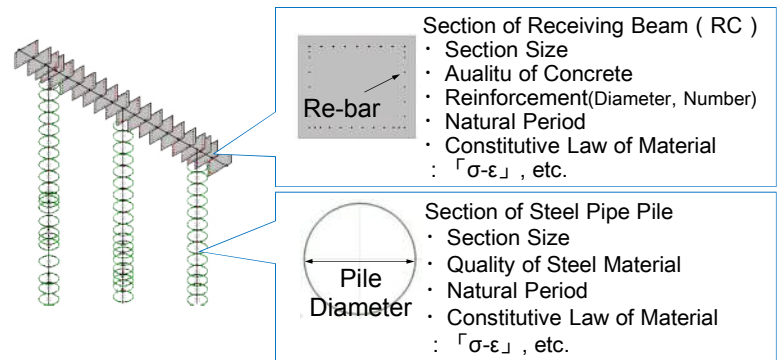 Section of Receiving Beam ( RC )
・ Section Size
・ Aualitu of Concrete
・ Reinforcement(Diameter, Number)
・ Natural Period
・ Constitutive Law of Material
: 「σ-ε」, etc.
Re-bar
Section of Steel Pipe Pile
・ Section Size
・ Quality of Steel Material
・ Natural Period
・ Constitutive Law of Material
: 「σ-ε」, etc.
Pile
Diameter